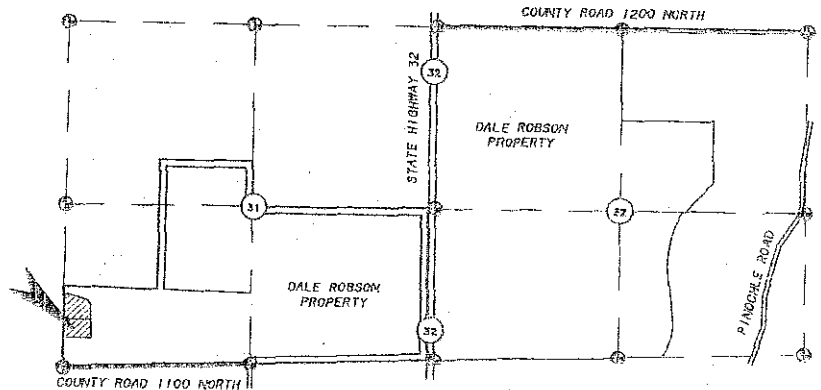 COUNTY ROAD 1200 NORTH
STATE HIGHWAY 32
32
DALE ROBSON
PROPERTY
31
22
DALE ROBSON
PROPERTY
PINOCHLE ROAD
32
COUNTY ROAD 1100 NORTH